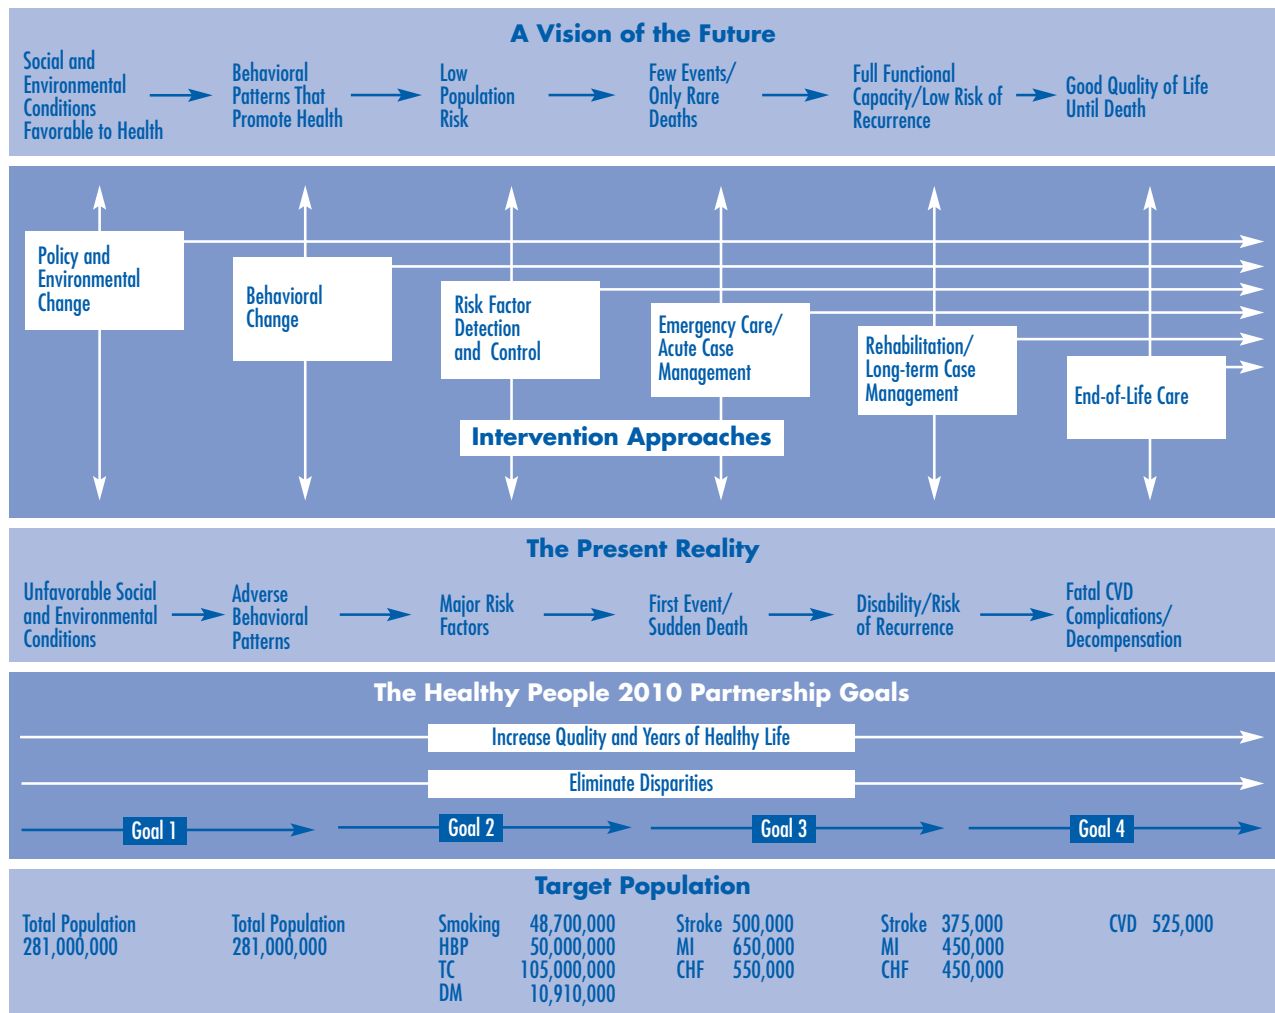 A Vision of the Future
Social and
Environmental
Conditions
Favorable to Health
Behavioral
Patterns That
Promote Health
Low
Population
Risk
Few Events/
Only Rare
Deaths
Full Functional
Capacity/Low Risk of
Recurrence
Good Quality of Life
Until Death
Policy and
Environmental
Change
Behavioral
Change
Risk Factor
Detection
and Control
Emergency Care/
Acute Case
Management
Rehabilitation/
Long-term Case
Management
End-of-Life Care
Intervention Approaches
The Present Reality
Unfavorable Social
and Environmental
Conditions
Adverse
Behavioral
Patterns
Major Risk
Factors
First Event/
Sudden Death
Disability/Risk
of Recurrence
Fatal CVD
Complications/
Decompensation
The Healthy People 2010 Partnership Goals
Increase Quality and Years of Healthy Life
Eliminate Disparities
Goal 1
Goal 2
Goal 3
Goal 4
Target Population
Total Population
281,000,000
Total Population
281,000,000
Smoking 48,700,000
HBP 50,000,000
TC 105,000,000
DM 10,910,000
Stroke 500,000
MI 650,000
CHF 550,000
Stroke 375,000
MI 450,000
CHF 450,000
CVD 525,000